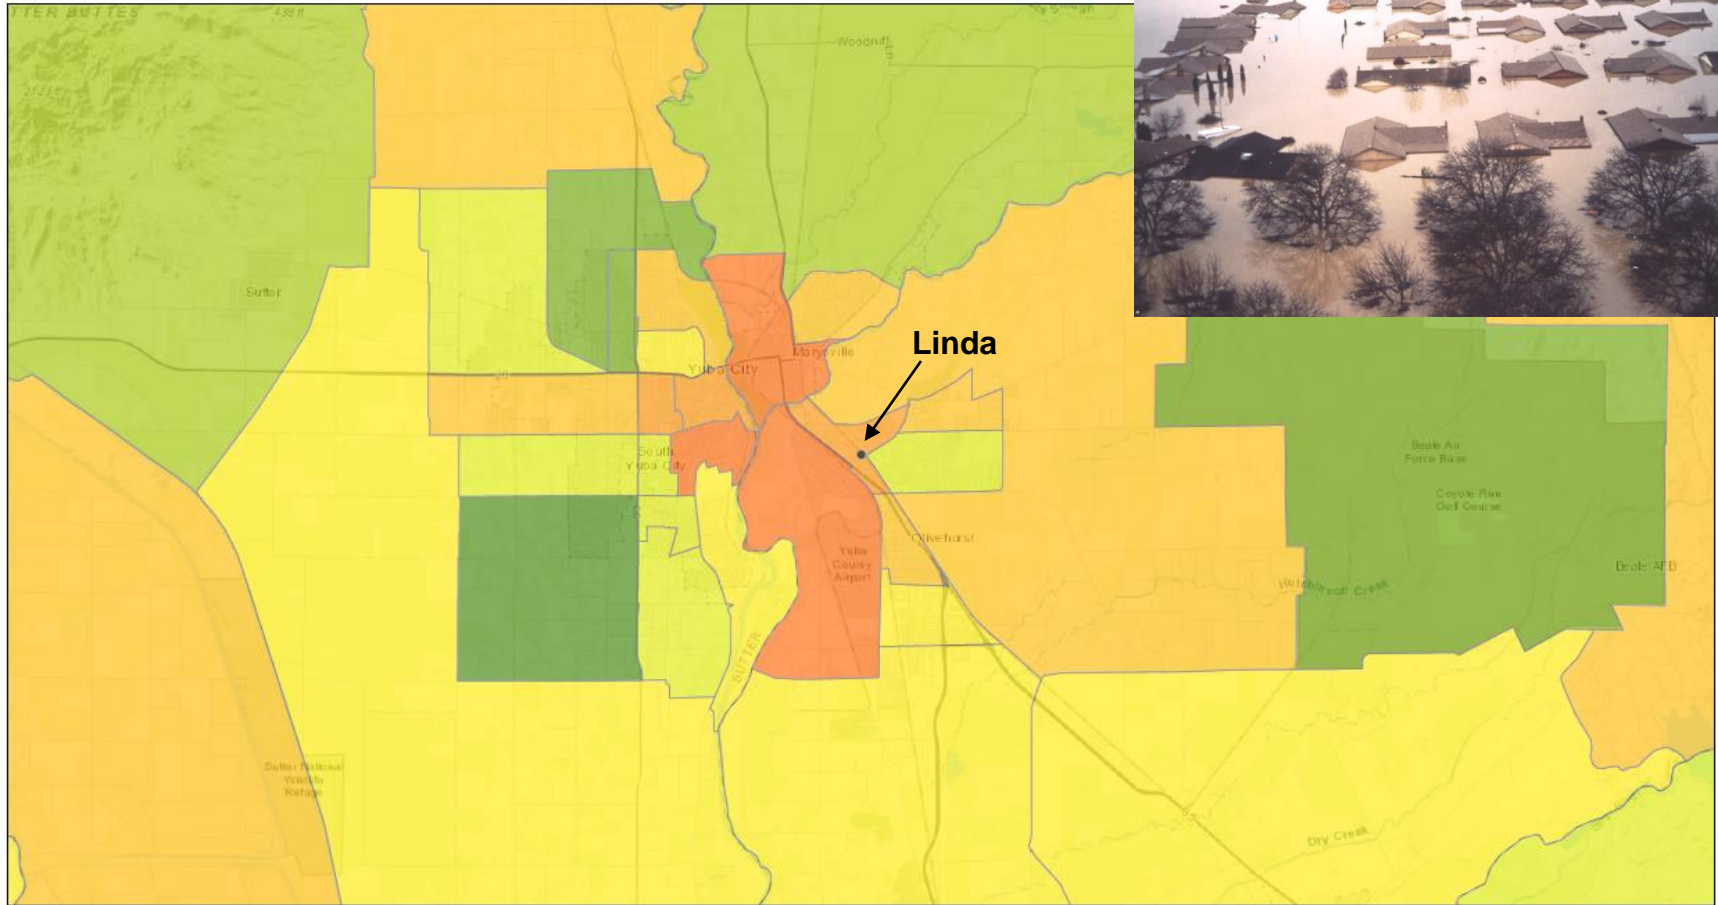 TTER BUTTES
Woodruff
Sutter
Linda
Marysville
Yuba City
20
South
Yuba City
Beale Air
Force Base
Coyote Run
Golf Course
Olivehurst
Yuba
County
Airport
Beale AFB
Hutchinson Creek
SUTTER
Sutter National
Wildlife
Refuge
Dry Creek